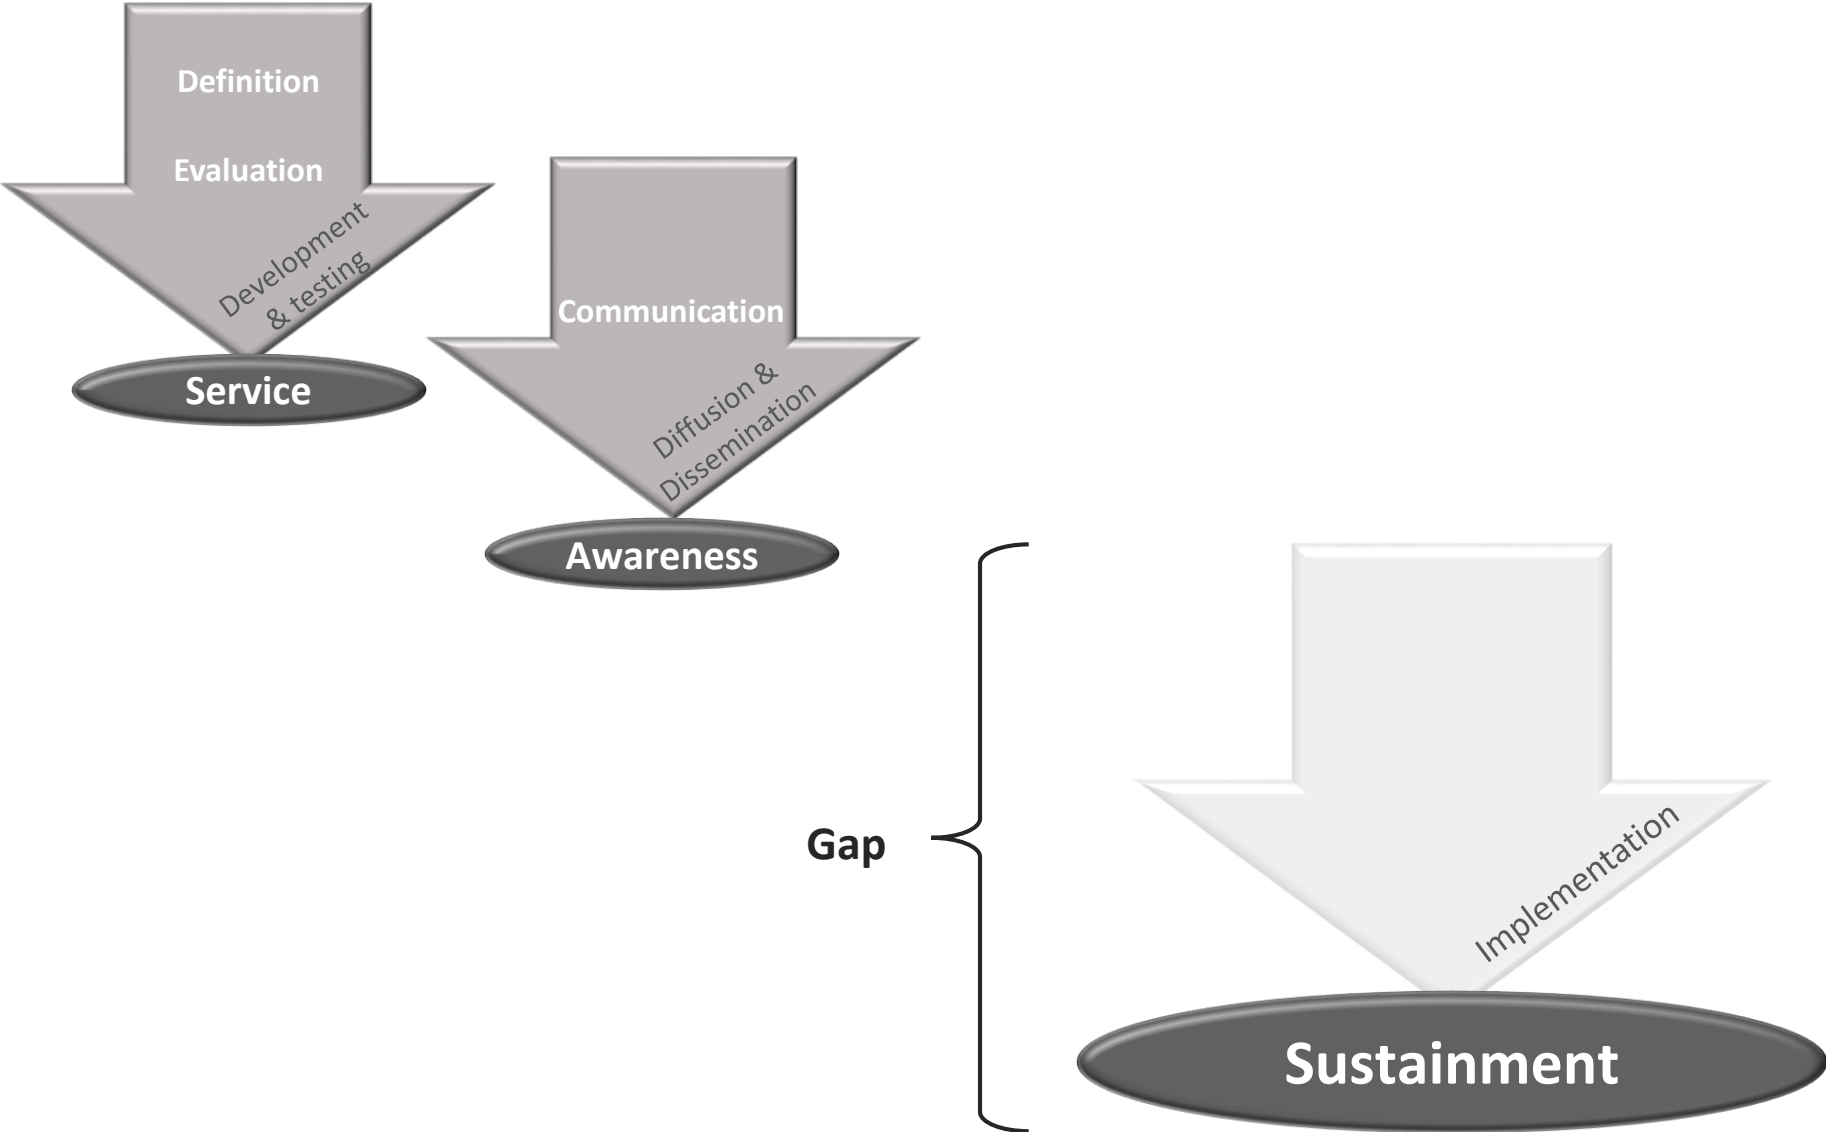 Definition
Evaluation
Development
& testing
Service
Communication
Diffusion &
Dissemination
Awareness
Gap
Implementation
Sustainment